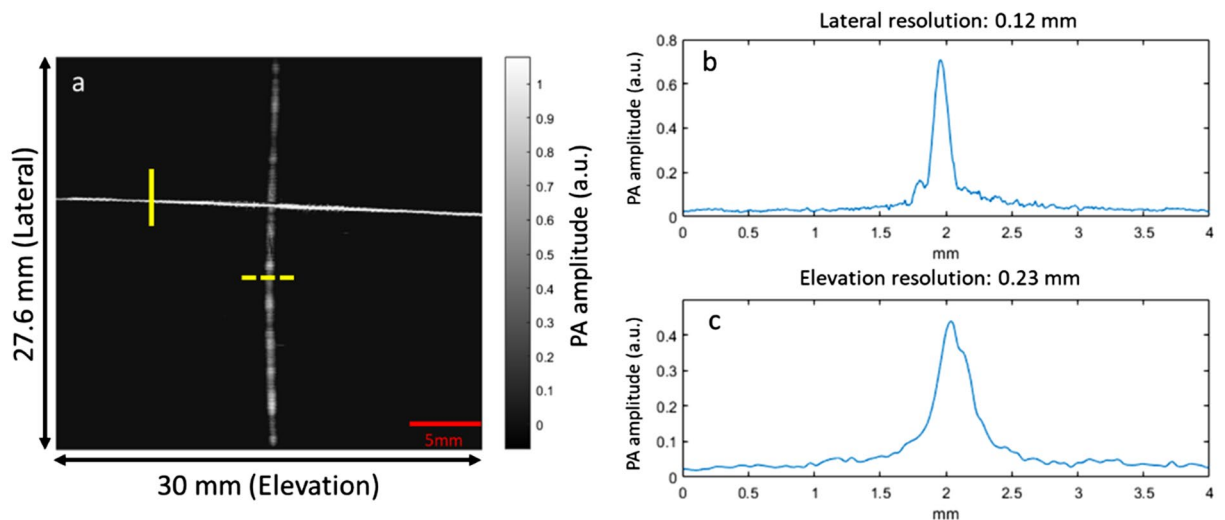 a
27.6 mm (Lateral)
30 mm (Elevation)
5mm
1
0.9
0.8
0.7
0.6
0.5
0.4
0.3
0.2
0.1
0
PA amplitude (a.u.)
Lateral resolution: 0.12 mm
b
PA amplitude (a.u.)
0.8
0.6
0.4
0.2
0
0 0.5 1 1.5 2 2.5 3 3.5 4
mm
Elevation resolution: 0.23 mm
c
PA amplitude (a.u.)
0.4
0.3
0.2
0.1
0
0 0.5 1 1.5 2 2.5 3 3.5 4
mm